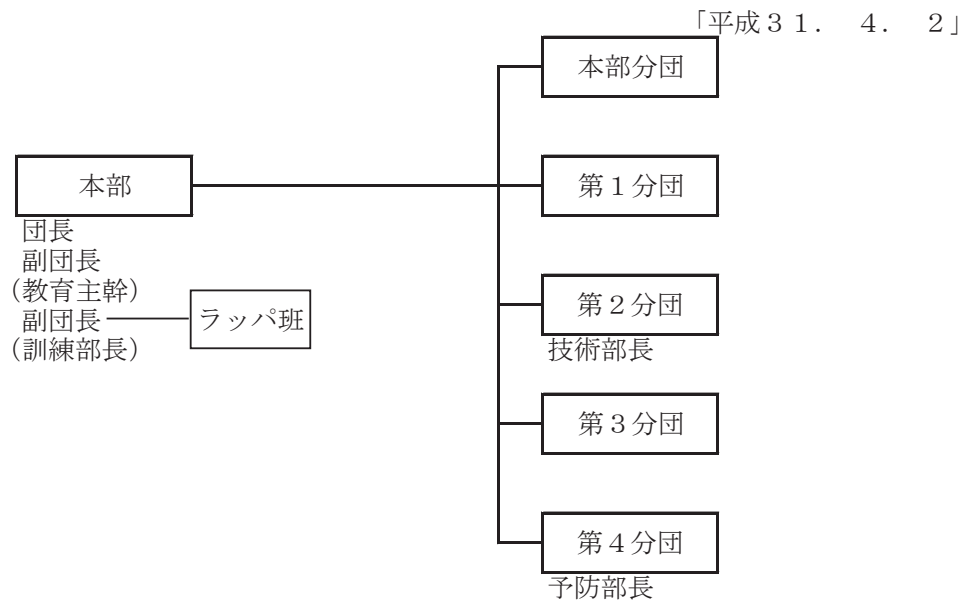 「平成３１．　４．　２」
本部分団
本部
団長
副団長
(教育主幹)
副団長
(訓練部長)
ラッパ班
第１分団
第２分団
技術部長
第３分団
第４分団
予防部長